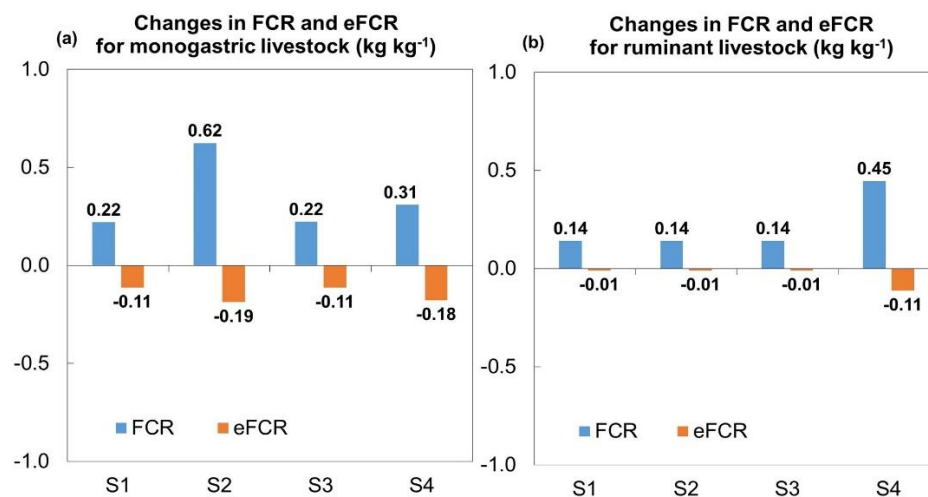 (a)
Changes in FCR and eFCR
for monogastric livestock (kg kg⁻¹)
1.0
0.5
0.0
-0.5
-1.0
0.22
0.62
0.22
0.31
-0.11
-0.19
-0.11
-0.18
FCR
eFCR
S1
S2
S3
S4
(b)
Changes in FCR and eFCR
for ruminant livestock (kg kg⁻¹)
1.0
0.5
0.0
-0.5
-1.0
0.14
0.14
0.14
0.45
-0.01
-0.01
-0.01
-0.11
FCR
eFCR
S1
S2
S3
S4